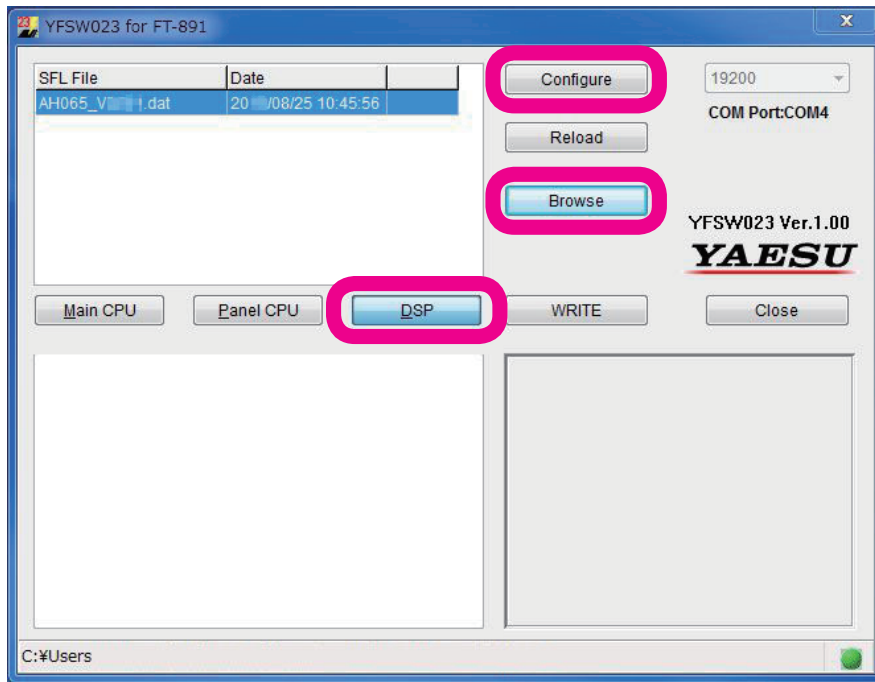 YFSW023 for FT-891
SFL File Date
AH065_V .dat 20 /08/25 10:45:56
Configure
19200
COM Port:COM4
Reload
Browse
YFSW023 Ver.1.00
YAESU
Main CPU Panel CPU DSP WRITE Close
C:¥Users